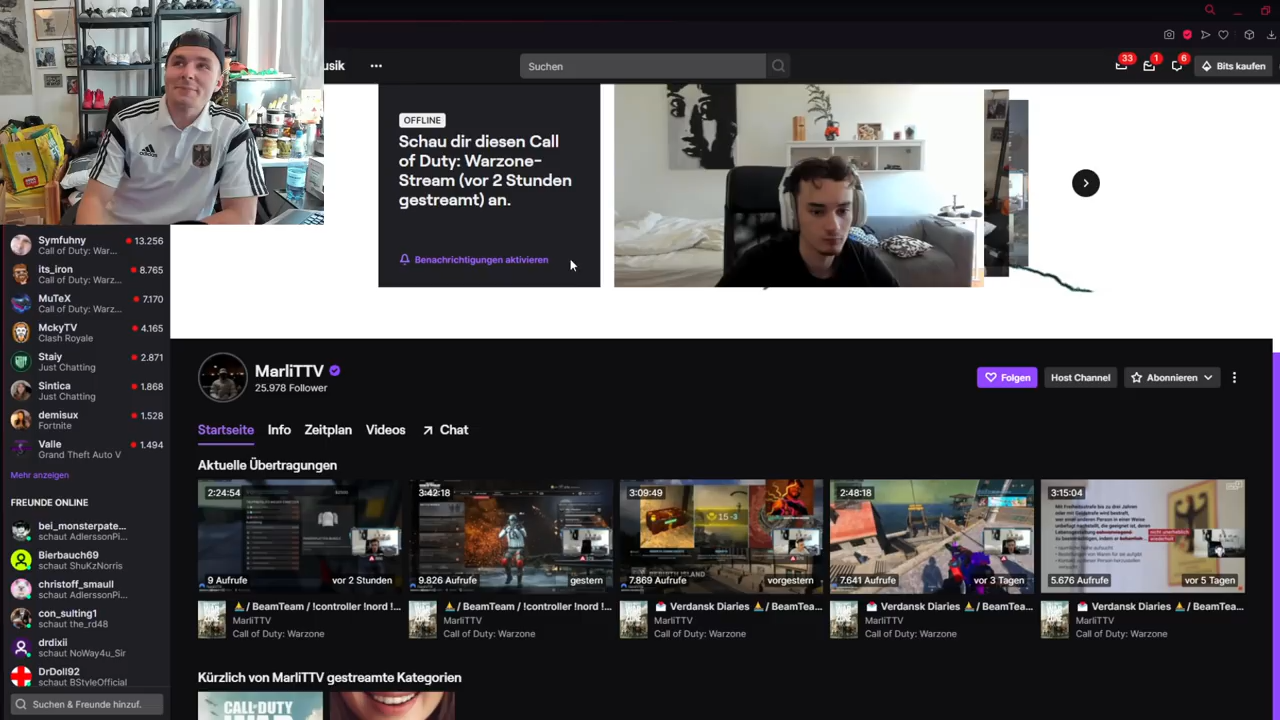 usik
Suchen
33
1
6
Bits kaufen
adidas
OFFLINE
Schau dir diesen Call
of Duty: Warzone-
Stream (vor 2 Stunden
gestreamt) an.
Benachrichtigungen aktivieren
Symfuhny 13.256
Call of Duty: War...
its_iron 8.765
Call of Duty: Warz...
MuTeX 7.170
Call of Duty: Warz...
MckyTV 4.165
Clash Royale
Staiy 2.871
Just Chatting
Sintica 1.868
Just Chatting
demisux 1.528
Fortnite
Valle 1.494
Grand Theft Auto V
Mehr anzeigen
FREUNDE ONLINE
bei_monsterpate...
schaut AdlerssonPi...
Bierbauch69
schaut ShuKzNorris
christoff_smaull
schaut AdlerssonPi...
con_sulting1
schaut the_rd48
drdixii
schaut NoWay4u_Sir
DrDoll92
schaut BStyleOfficial
Suchen & Freunde hinzuf.
MarliTTV
25.978 Follower
Folgen
Host Channel
Abonnieren
Startseite Info Zeitplan Videos Chat
Aktuelle Übertragungen
2:24:54
9 Aufrufe
vor 2 Stunden
/ BeamTeam / !controller !nord !...
MarliTTV
Call of Duty: Warzone
3:42:18
9.826 Aufrufe
gestern
/ BeamTeam / !controller !nord !...
MarliTTV
Call of Duty: Warzone
3:09:49
15-3
7.869 Aufrufe
vorgestern
Verdansk Diaries / BeamTea...
MarliTTV
Call of Duty: Warzone
2:48:18
7.641 Aufrufe
vor 3 Tagen
Verdansk Diaries / BeamTea...
MarliTTV
Call of Duty: Warzone
3:15:04
5.676 Aufrufe
vor 5 Tagen
Verdansk Diaries / BeamTea...
MarliTTV
Call of Duty: Warzone
Kürzlich von MarliTTV gestreamte Kategorien
CALL OF DUTY